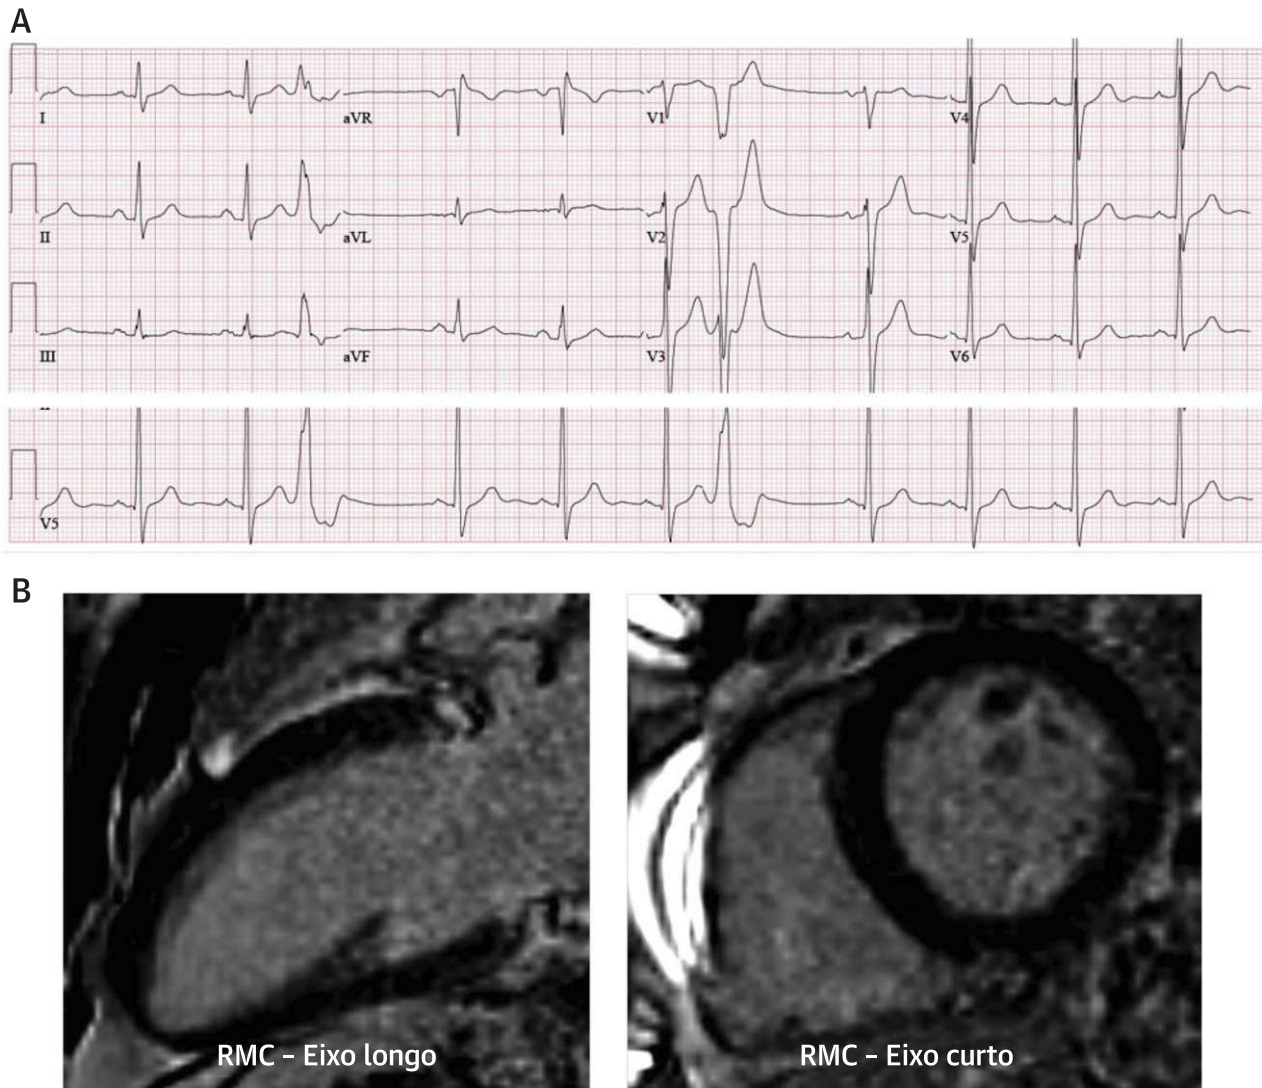 A
I
aVR
V1
V4
II
aVL
V2
V5
III
aVF
V3
V6
V5
B
RMC – Eixo longo
RMC – Eixo curto